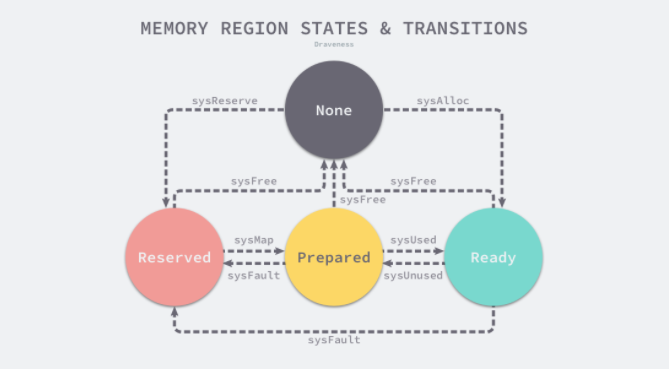 MEMORY REGION STATES & TRANSITIONS
Draveness
sysReserve
None
sysAlloc
sysFree
sysFree
sysFree
Reserved
sysMap
sysFault
Prepared
sysUsed
sysUnused
Ready
sysFault